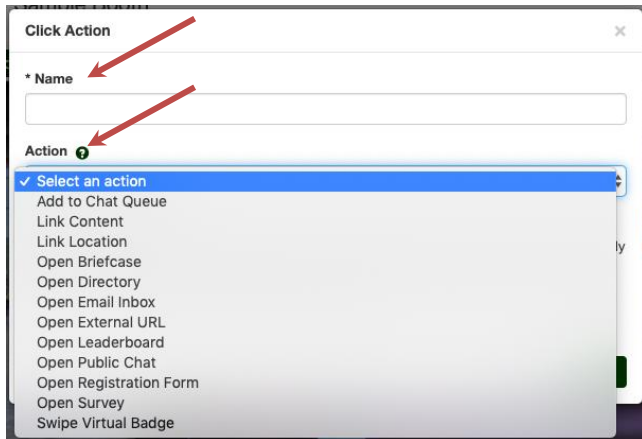 Click Action ×
* Name
Action ?
✓ Select an action
Add to Chat Queue
Link Content
Link Location
ly
Open Briefcase
Open Directory
Open Email Inbox
Open External URL
Open Leaderboard
Open Public Chat
Open Registration Form
Open Survey
Swipe Virtual Badge